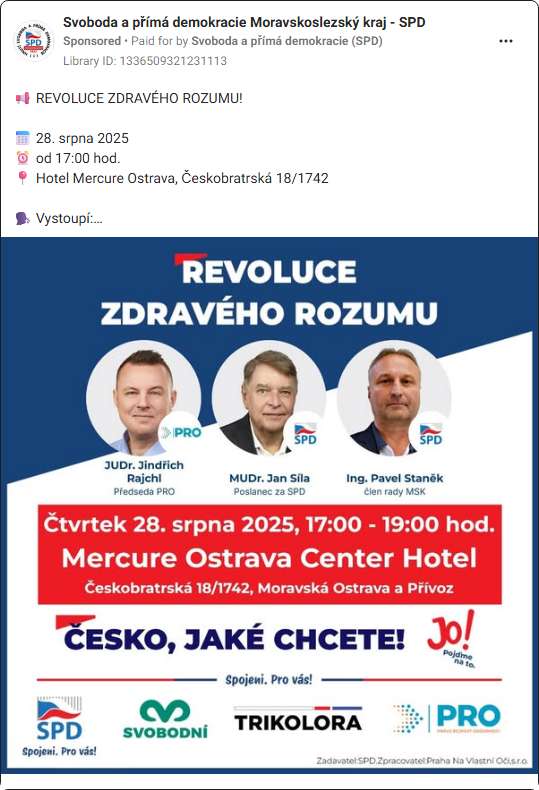 Svoboda a přímá demokracie Moravskoslezský kraj - SPD
Sponsored • Paid for by Svoboda a přímá demokracie (SPD)
Library ID: 1336509321231113
REVOLUCE ZDRAVÉHO ROZUMU!
28. srpna 2025
od 17:00 hod.
Hotel Mercure Ostrava, Českobratrská 18/1742
Vystoupí:...
REVOLUCE
ZDRAVÉHO ROZUMU
PRO
SPD
SPD
JUDr. Jindřich
Rajchl
Předseda PRO
MUDr. Jan Síla
Poslanec za SPD
Ing. Pavel Staněk
člen rady MSK
Čtvrtek 28. srpna 2025, 17:00 - 19:00 hod.
Mercure Ostrava Center Hotel
Českobratrská 18/1742, Moravská Ostrava a Přívoz
ČESKO, JAKÉ CHCETE!
Jo!
Pojďme
na to.
Spojeni. Pro vás!
SPD
Spojeni. Pro vás!
SVOBODNÍ
TRIKOLORA
PRO
Zadavatel:SPD.Zpracovatel:Praha Na Vlastní Oči,s.r.o.